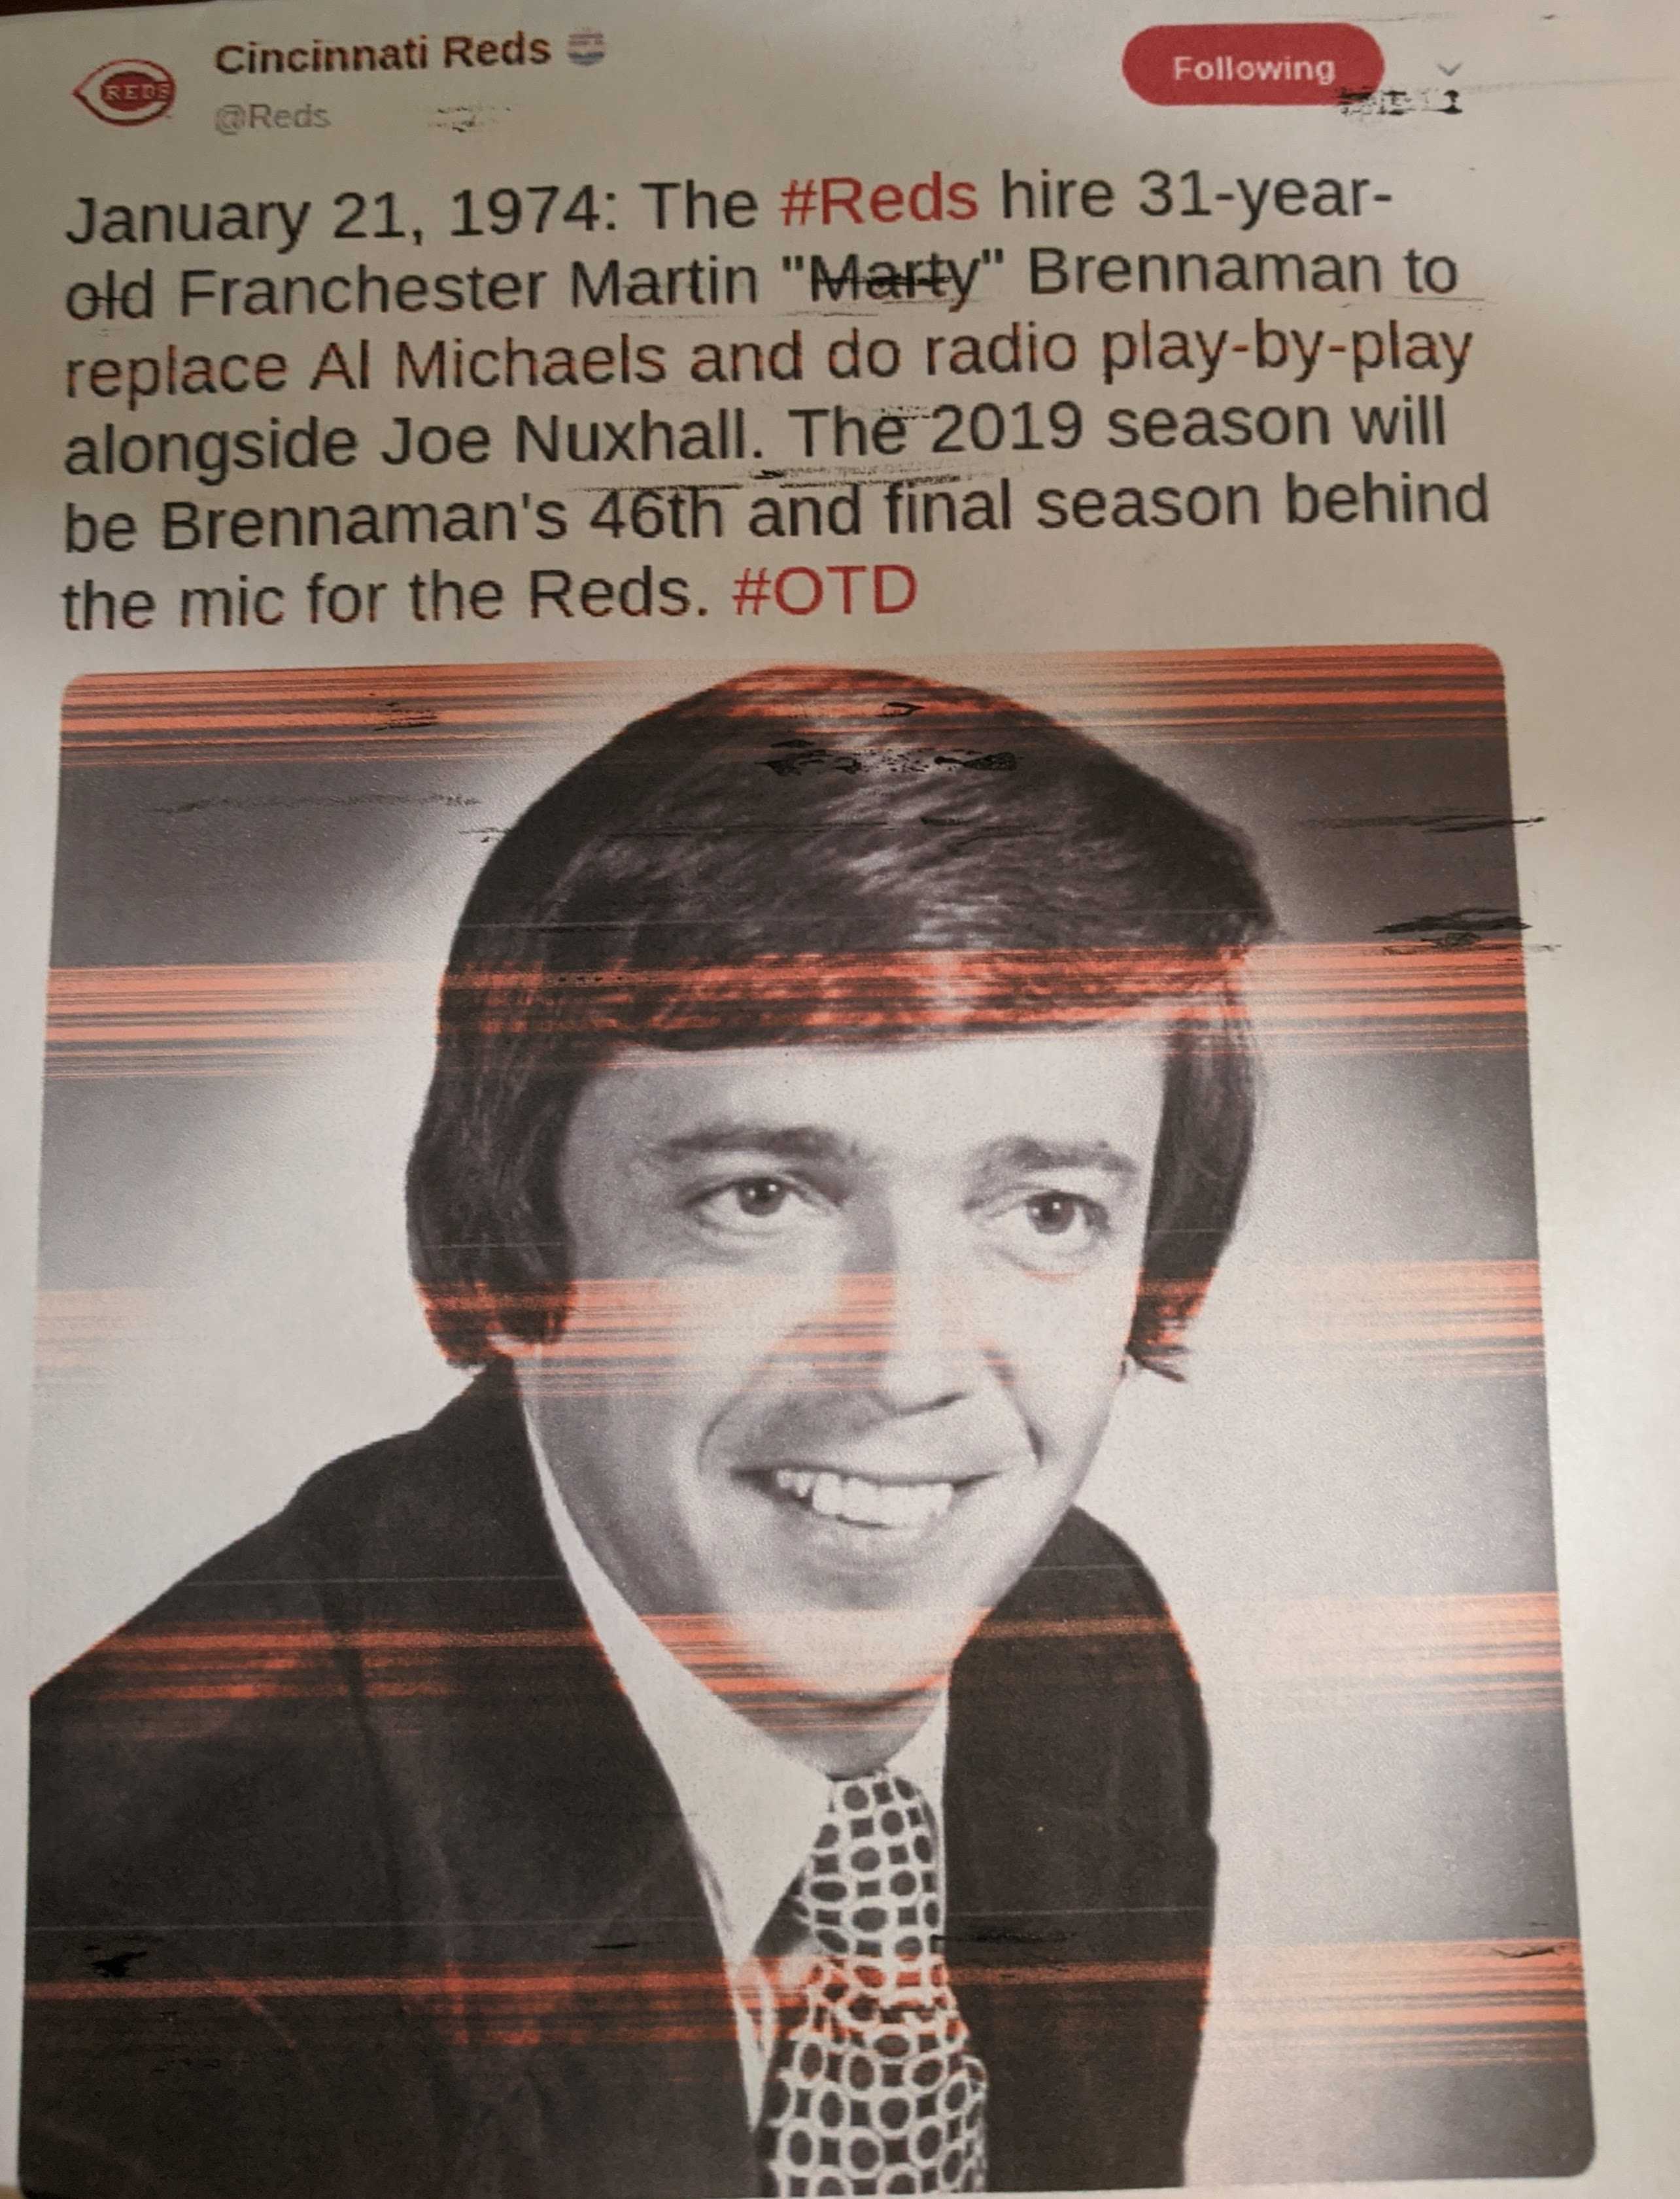 REDS
Cincinnati Reds
@Reds
Following
January 21, 1974: The #Reds hire 31-year-
old Franchester Martin "Marty" Brennaman to
replace Al Michaels and do radio play-by-play
alongside Joe Nuxhall. The 2019 season will
be Brennaman's 46th and final season behind
the mic for the Reds. #OTD